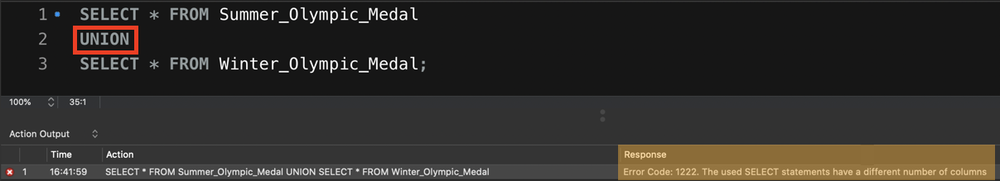 1 SELECT * FROM Summer_Olympic_Medal
2 UNION
3 SELECT * FROM Winter_Olympic_Medal;
100% 35:1
Action Output
Time Action Response
1 16:41:59 SELECT * FROM Summer_Olympic_Medal UNION SELECT * FROM Winter_Olympic_Medal Error Code: 1222. The used SELECT statements have a different number of columns